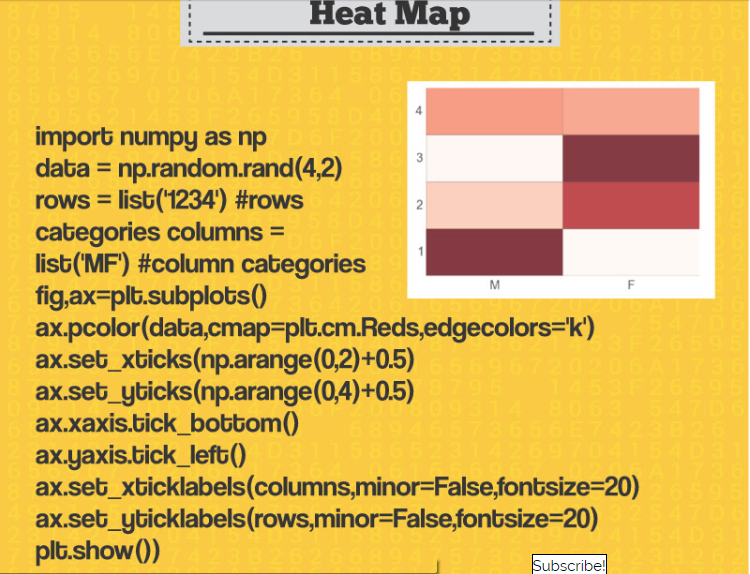 Heat Map
import numpy as np
data = np.random.rand(4,2)
rows = list('1234') #rows
categories columns =
list('MF') #column categories
fig,ax=plt.subplots()
ax.pcolor(data,cmap=plt.cm.Reds,edgecolors='k')
ax.set_xticks(np.arange(0,2)+0.5)
ax.set_yticks(np.arange(0,4)+0.5)
ax.xaxis.tick_bottom()
ax.yaxis.tick_left()
ax.set_xticklabels(columns,minor=False,fontsize=20)
ax.set_yticklabels(rows,minor=False,fontsize=20)
plt.show())
4
3
2
1
M F
Subscribe!